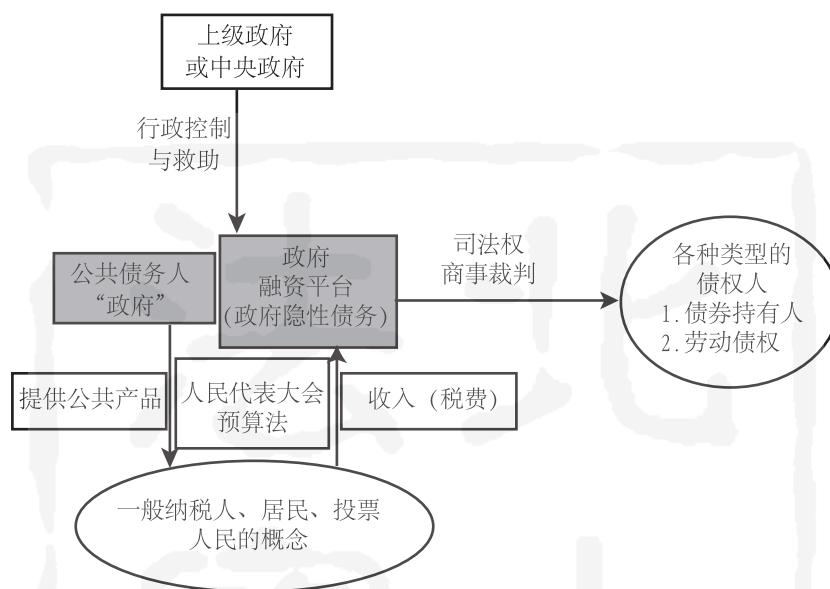 上级政府
或中央政府
行政控制
与救助
公共债务人
“政府”
政府
融资平台
(政府隐性债务)
司法权
商事裁判
各种类型的
债权人
1.债券持有人
2.劳动债权
提供公共产品
人民代表大会
预算法
收入（税费）
一般纳税人、居民、投票
人民的概念